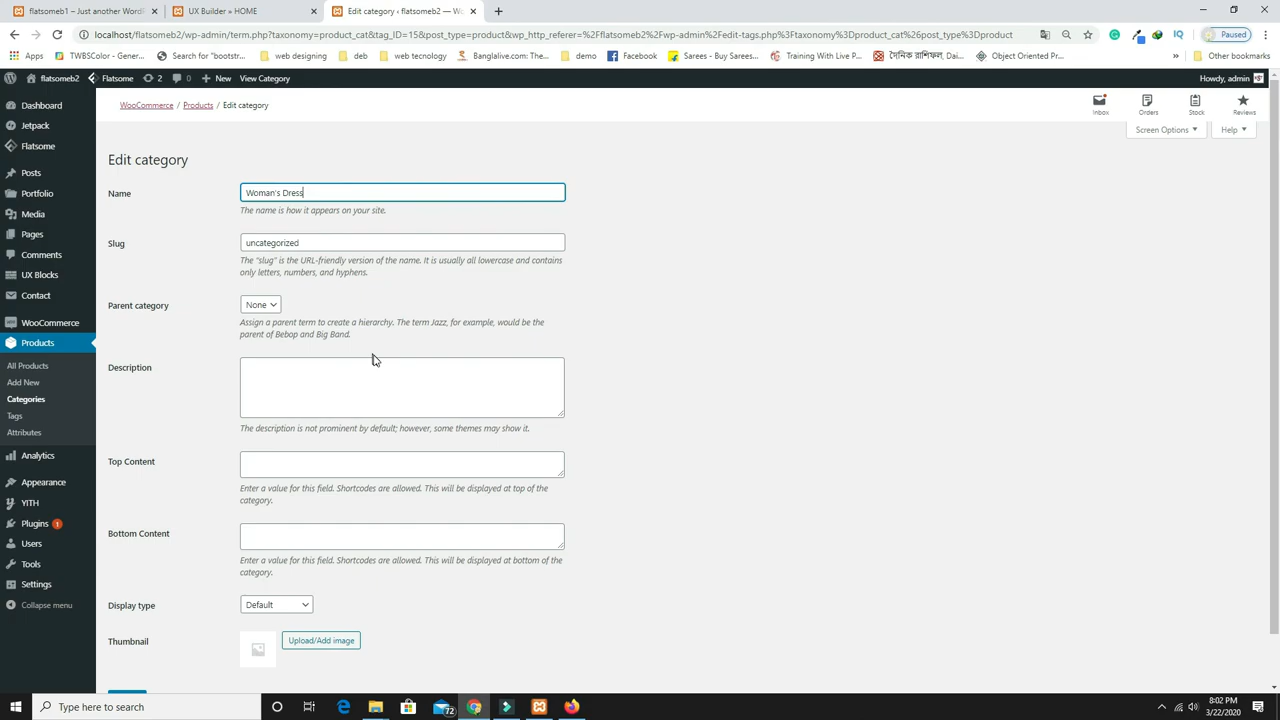 flatsome1 – Just another WordPr
UX Builder – HOME
Edit category ‹ flatsomeb2 — Wo
localhost/flatsomeb2/wp-admin/term.php?taxonomy=product_cat&tag_ID=15&post_type=product&wp_http_referer=%2Fflatsomeb2%2Fwp-admin%2Fedit-tags.php%3Ftaxonomy%3Dproduct_cat%26post_type%3Dproduct
Paused
Apps
TWBSColor - Gener...
Search for "bootstr...
web designing
deb
web tecnology
Banglalive.com: The...
demo
Facebook
Sarees - Buy Sarees...
Training With Live P...
দৈনিক রাশিফল, Dai...
Object Oriented Pr...
»
Other bookmarks
flatsomeb2
Flatsome
2
0
New
View Category
Howdy, admin
Dashboard
Jetpack
Flatsome
Posts
Portfolio
Media
Pages
Comments
UX Blocks
Contact
WooCommerce
Products
All Products
Add New
Categories
Tags
Attributes
Analytics
Appearance
YITH
Plugins 1
Users
Tools
Settings
Collapse menu
WooCommerce / Products / Edit category
Inbox
Orders
Stock
Reviews
Screen Options
Help
Edit category
Name
Woman's Dress
The name is how it appears on your site.
Slug
uncategorized
The "slug" is the URL-friendly version of the name. It is usually all lowercase and contains
only letters, numbers, and hyphens.
Parent category
None
Assign a parent term to create a hierarchy. The term Jazz, for example, would be the
parent of Bebop and Big Band.
Description
The description is not prominent by default; however, some themes may show it.
Top Content
Enter a value for this field. Shortcodes are allowed. This will be displayed at top of the
category.
Bottom Content
Enter a value for this field. Shortcodes are allowed. This will be displayed at bottom of the
category.
Display type
Default
Thumbnail
Upload/Add image
Type here to search
72
8:02 PM
3/22/2020